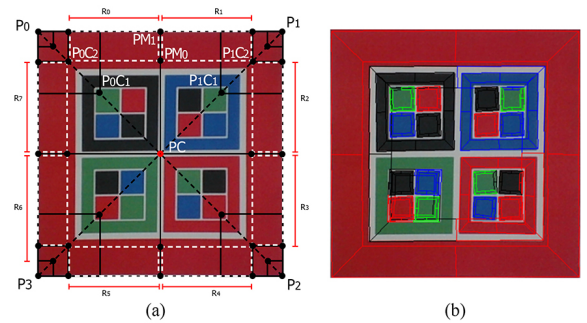 R₀ R₁
P0 P1
PM₁
P₀C₂ PM₀ P₁C₂
P₀C₁ P₁C₁
R₇ R₂
PC
R₆ R₃
P3 P2
R₅ R₄
(a) (b)